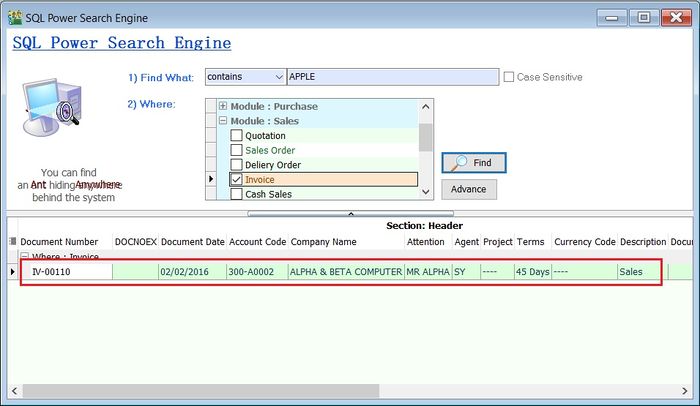 SQL Power Search Engine
SQL Power Search Engine
1) Find What: contains APPLE Case Sensitive
2) Where: Module : Purchase
Module : Sales
Quotation
Sales Order
Deliery Order
Invoice
Cash Sales
Find
Advance
You can find
an Ant hiding Anywhere
behind the system
Section: Header
Document Number DOCNOEX Document Date Account Code Company Name Attention Agent Project Terms Currency Code Description Docum
Where : Invoice
IV-00110 02/02/2016 300-A0002 ALPHA & BETA COMPUTER MR ALPHA SY ---- 45 Days ---- Sales